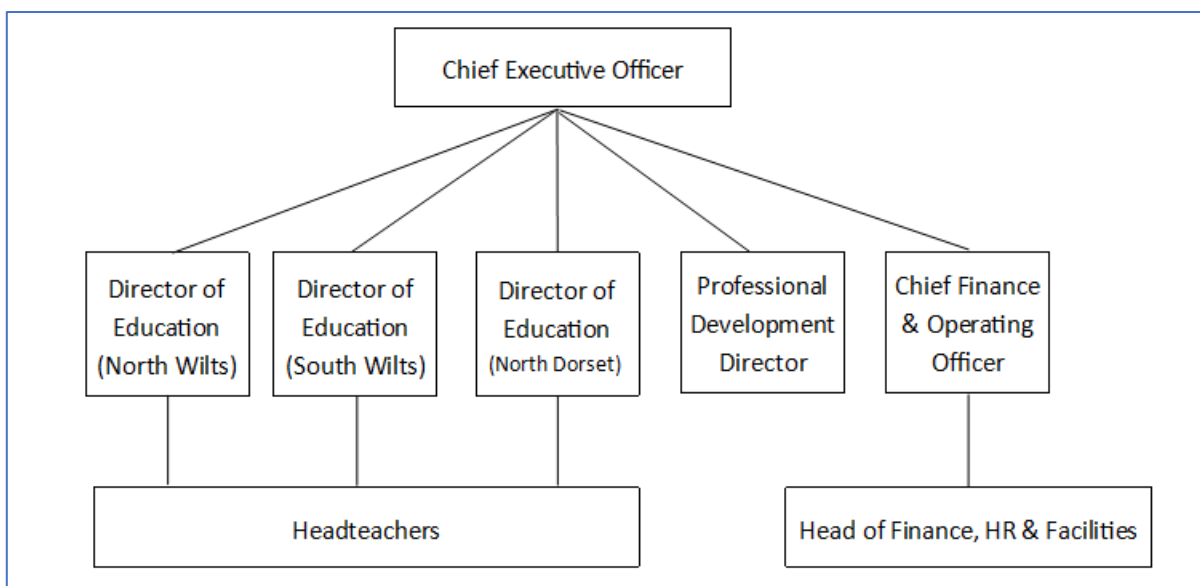 Chief Executive Officer
Director of
Education
(North Wilts)
Director of
Education
(South Wilts)
Director of
Education
(North Dorset)
Professional
Development
Director
Chief Finance
& Operating
Officer
Headteachers
Head of Finance, HR & Facilities